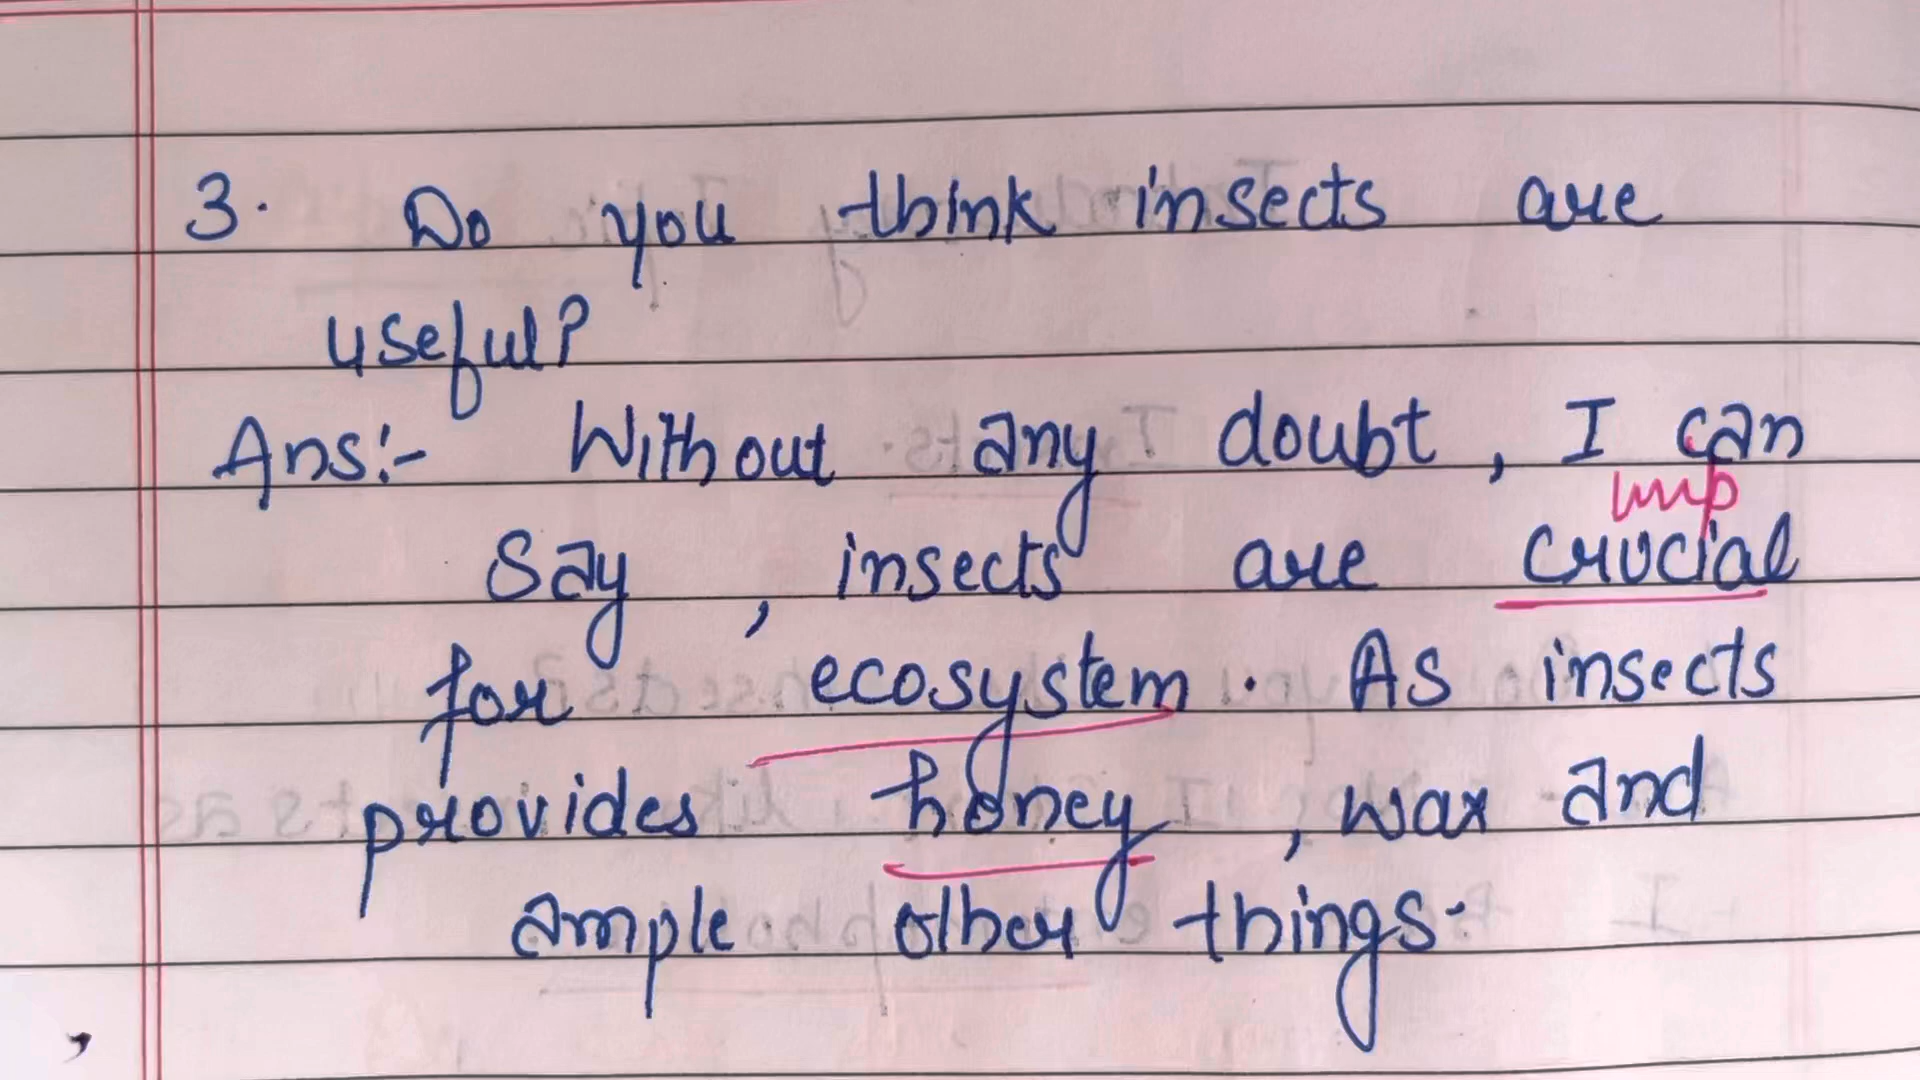 3. Do you think insects are
useful?
Ans:- Without any doubt, I can
imp
say, insects are crucial
for ecosystem. As insects
provides honey, wax and
ample other things.